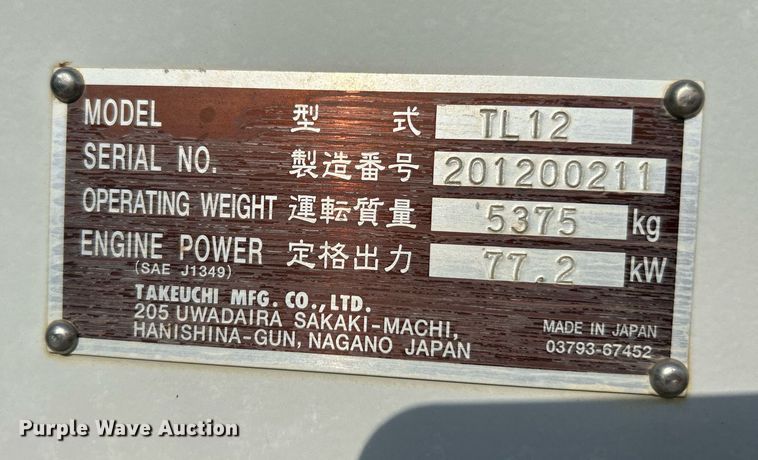 MODEL 型式 TL12
SERIAL NO. 製造番号 201200211
OPERATING WEIGHT 運転質量 5375 kg
ENGINE POWER 定格出力 77.2 kW
(SAE J1349)
TAKEUCHI MFG. CO., LTD.
205 UWADAIRA SAKAKI-MACHI,
HANISHINA-GUN, NAGANO JAPAN
MADE IN JAPAN
03793-67452
Purple Wave Auction